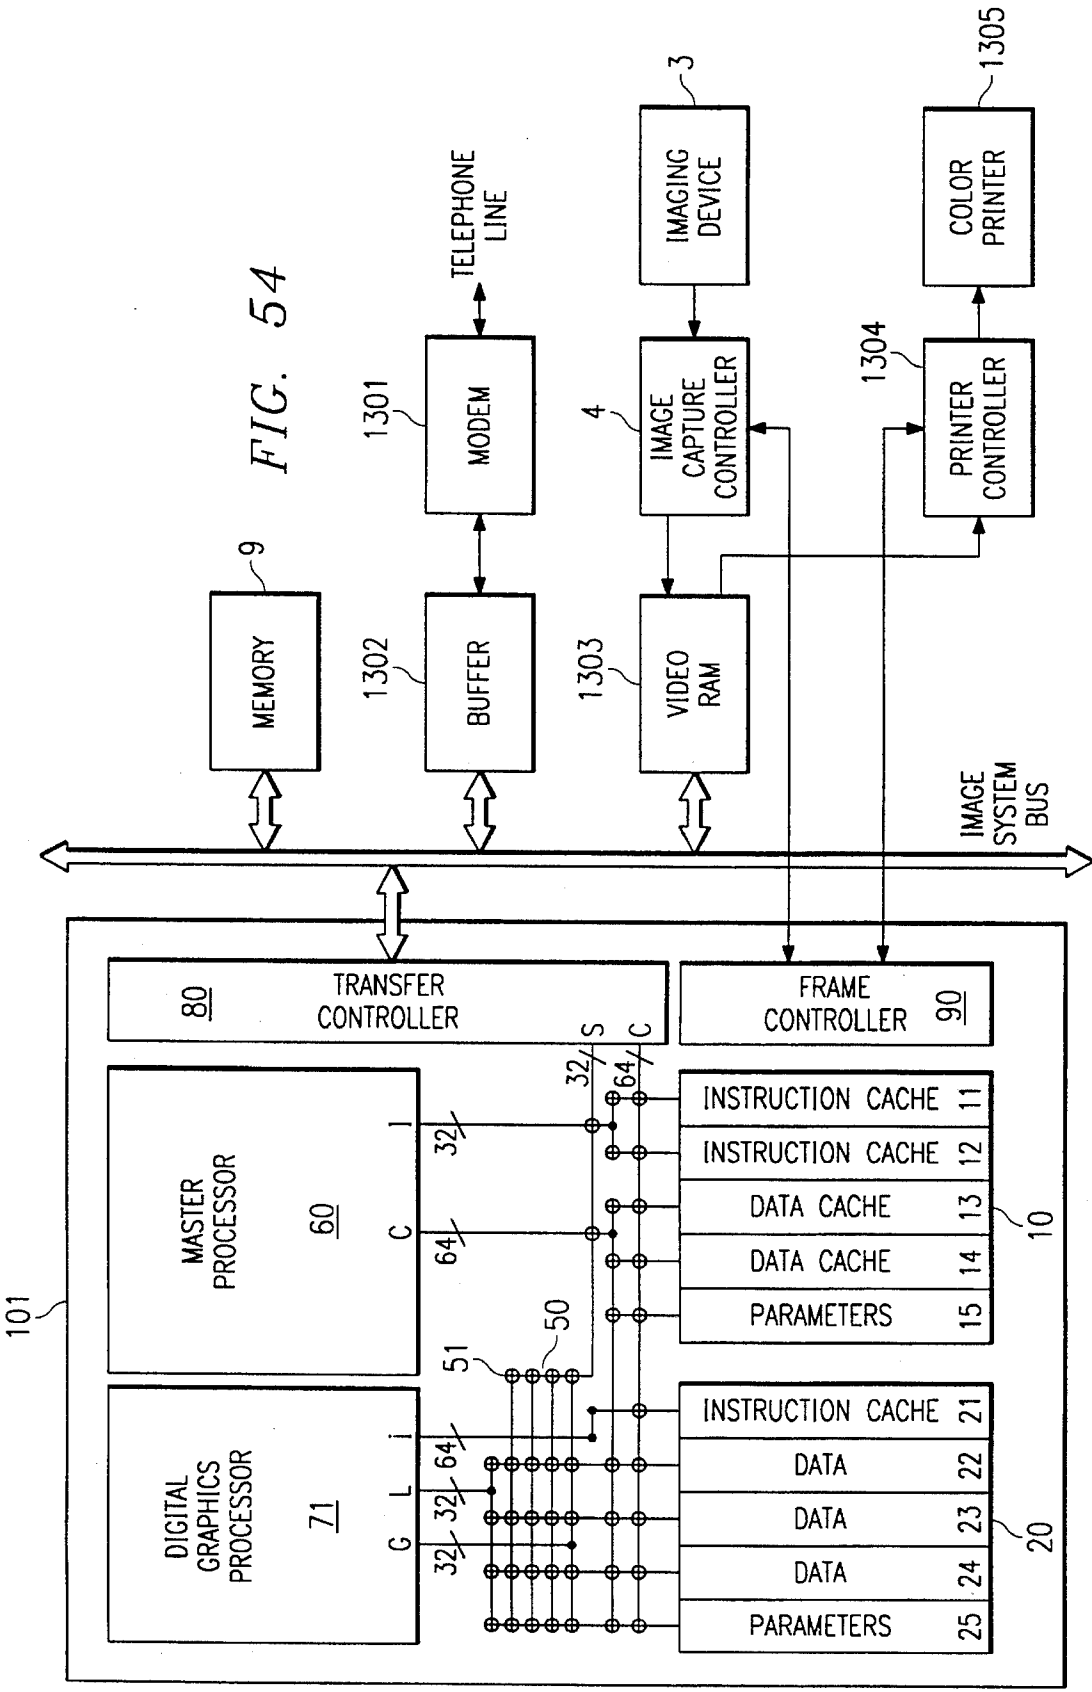 101
DIGITAL
GRAPHICS
PROCESSOR
71
G
L
i
MASTER
PROCESSOR
60
C
I
80
TRANSFER
CONTROLLER
32
32
64
64
32
51
50
32
S
64
C
PARAMETERS
25
DATA
24
DATA
23
DATA
22
INSTRUCTION CACHE
21
PARAMETERS
15
DATA CACHE
14
DATA CACHE
13
INSTRUCTION CACHE
12
INSTRUCTION CACHE
11
FRAME
CONTROLLER
90
20
10
IMAGE
SYSTEM
BUS
MEMORY
9
FIG. 54
1302
BUFFER
1301
MODEM
TELEPHONE
LINE
1303
VIDEO
RAM
4
IMAGE
CAPTURE
CONTROLLER
IMAGING
DEVICE
3
1304
PRINTER
CONTROLLER
COLOR
PRINTER
1305